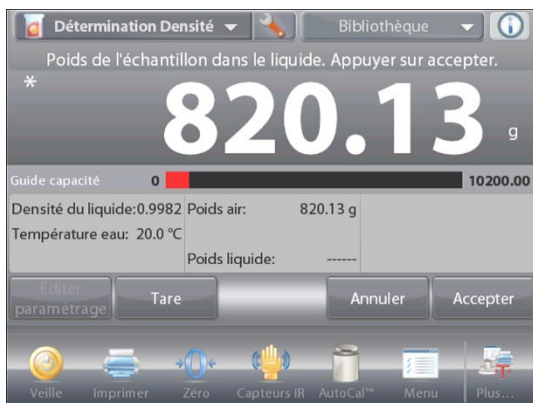 Détermination Densité Bibliothèque
Poids de l'échantillon dans le liquide. Appuyer sur accepter.
*
820.13 g
Guide capacité 0 10200.00
Densité du liquide:0.9982 Poids air: 820.13 g
Température eau: 20.0 °C
Poids liquide: ------
Editer
paramétrage Tare Annuler Accepter
Veille Imprimer Zéro Capteurs IR AutoCal™ Menu Plus...